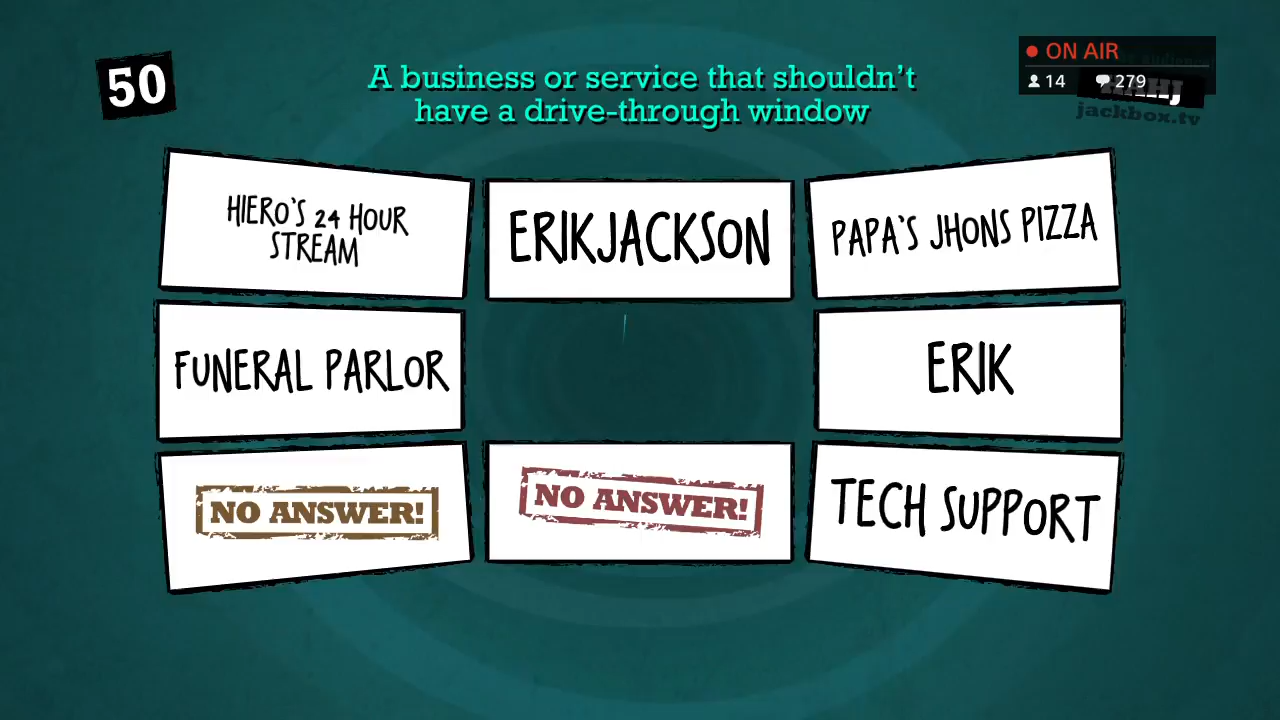 50
A business or service that shouldn't
have a drive-through window
ON AIR
14 279
jackbox.tv
HIERO'S 24 HOUR
STREAM
ERIKJACKSON
PAPA'S JHONS PIZZA
FUNERAL PARLOR
ERIK
NO ANSWER!
NO ANSWER!
TECH SUPPORT